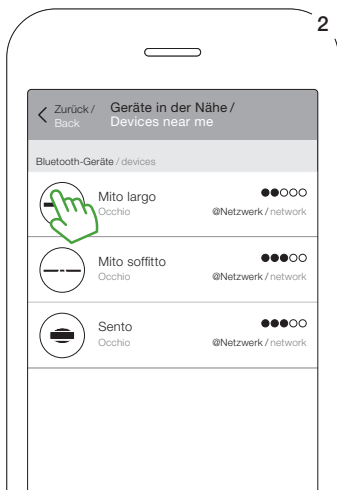 2
Zurück / Geräte in der Nähe /
Back Devices near me
Bluetooth-Geräte / devices
Mito largo
Occhio @Netzwerk / network
Mito soffitto
Occhio @Netzwerk / network
Sento
Occhio @Netzwerk / network